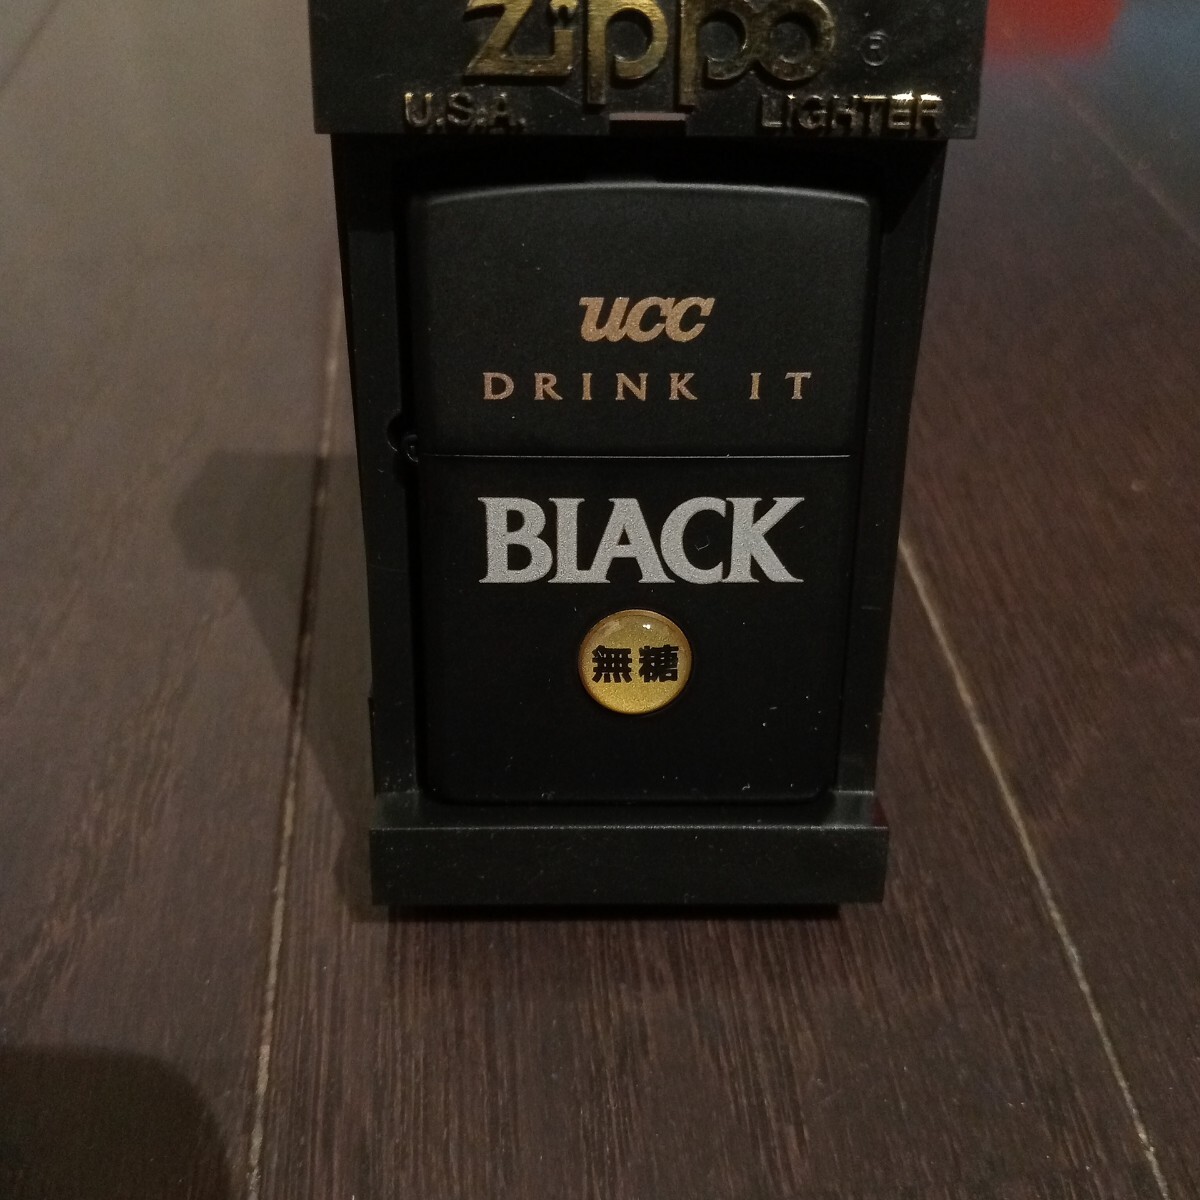 Zippo ®
U.S.A. LIGHTER
ucc
DRINK IT
BLACK
無糖